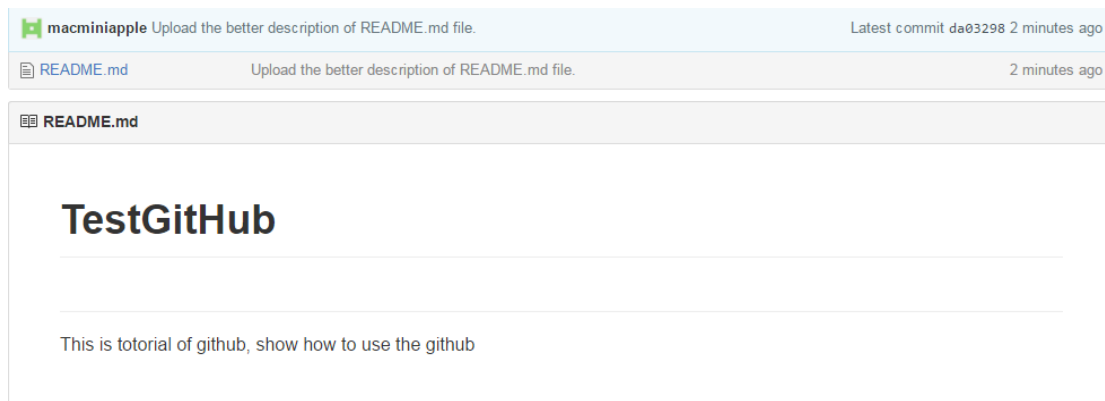 macminiapple Upload the better description of README.md file. Latest commit da03298 2 minutes ago
README.md Upload the better description of README.md file. 2 minutes ago
README.md
TestGitHub
This is totorial of github, show how to use the github